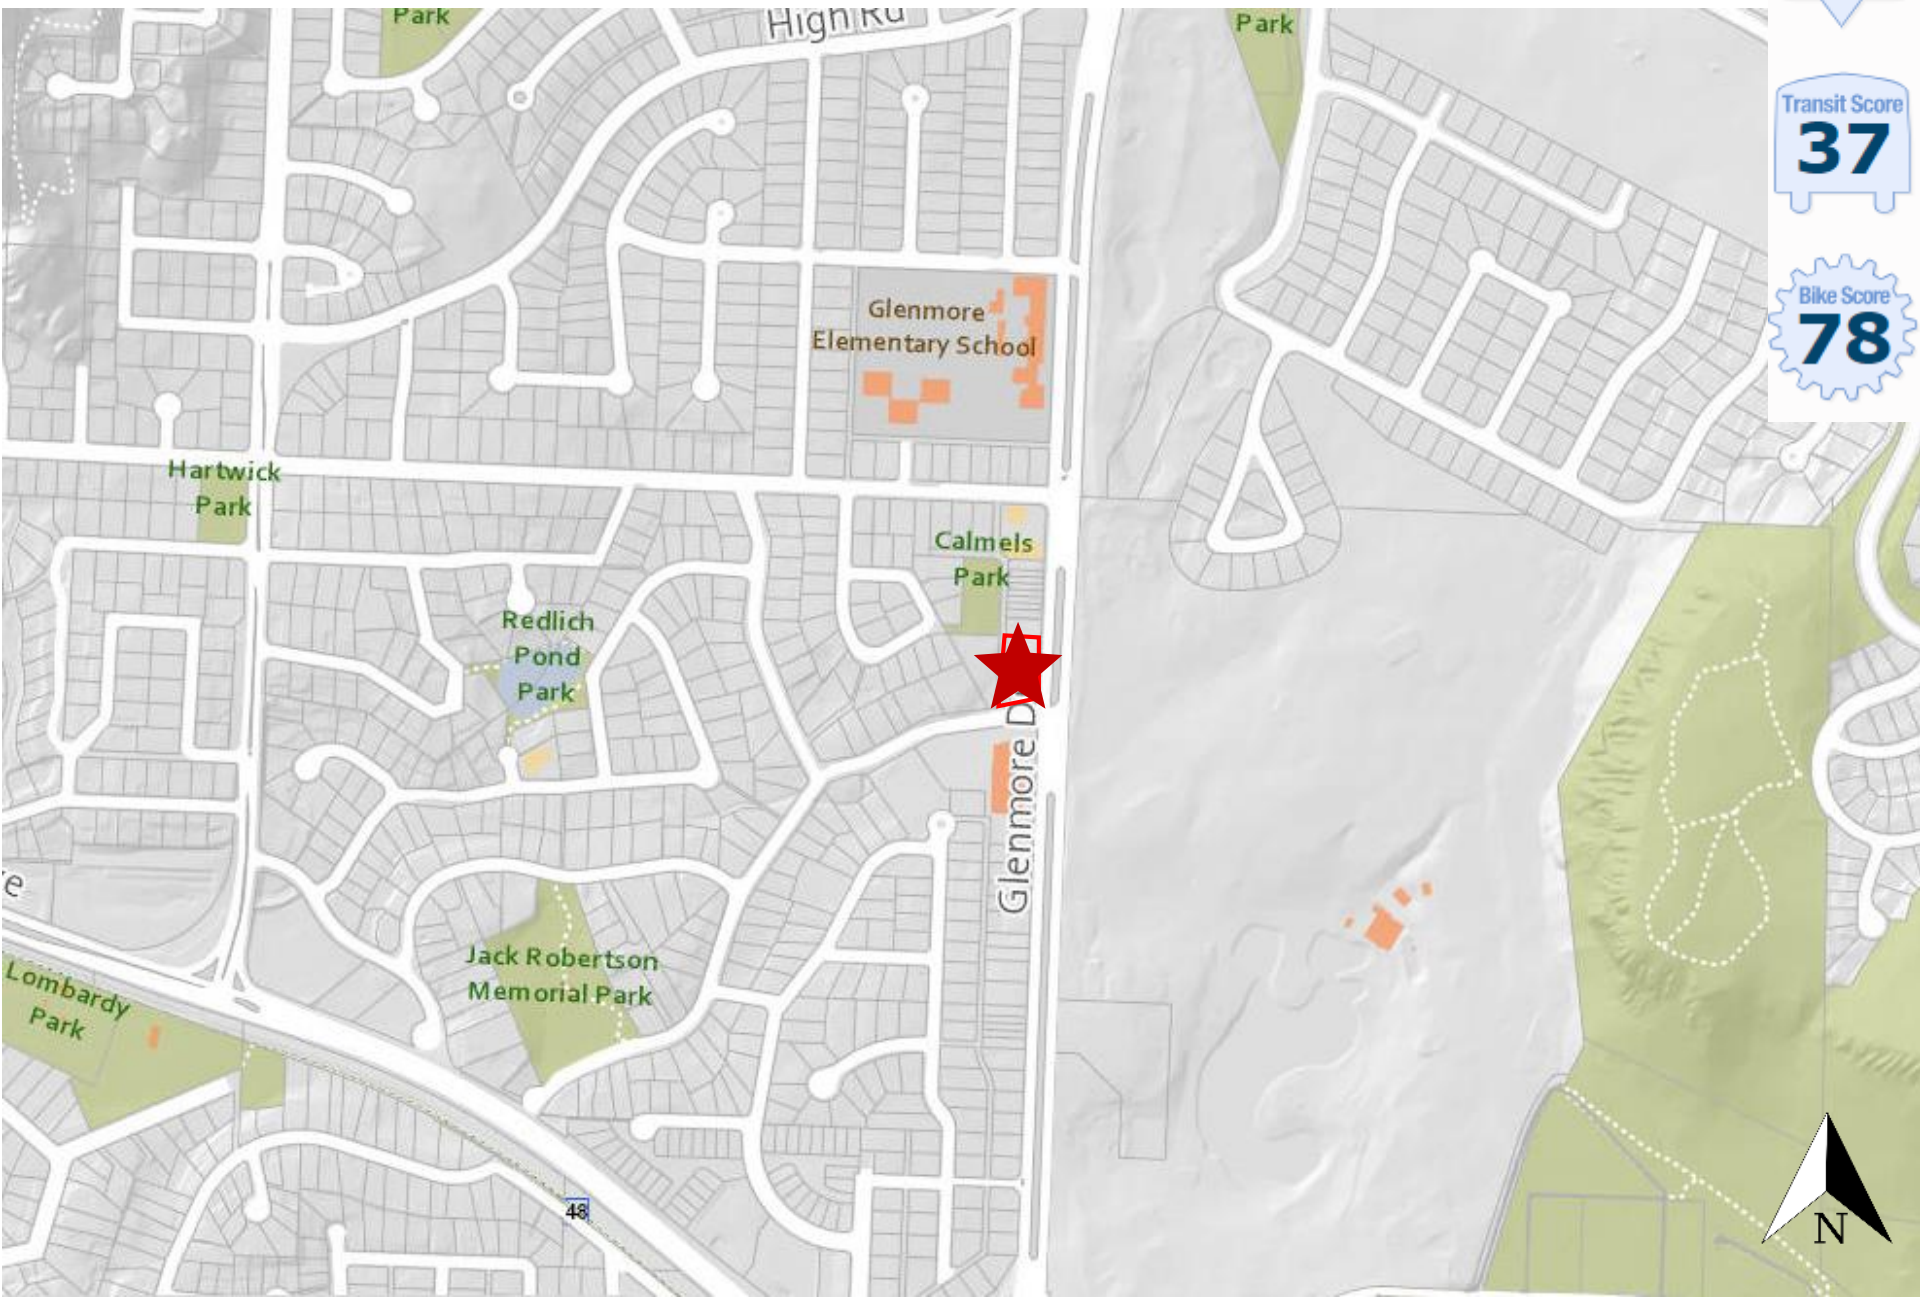 Park
High Rd
Park
Transit Score
37
Bike Score
78
Glenmore
Elementary School
Hartwick
Park
Calmels
Park
Redlich
Pond
Park
Glenmore D
Jack Robertson
Memorial Park
Lombardy
Park
48
N